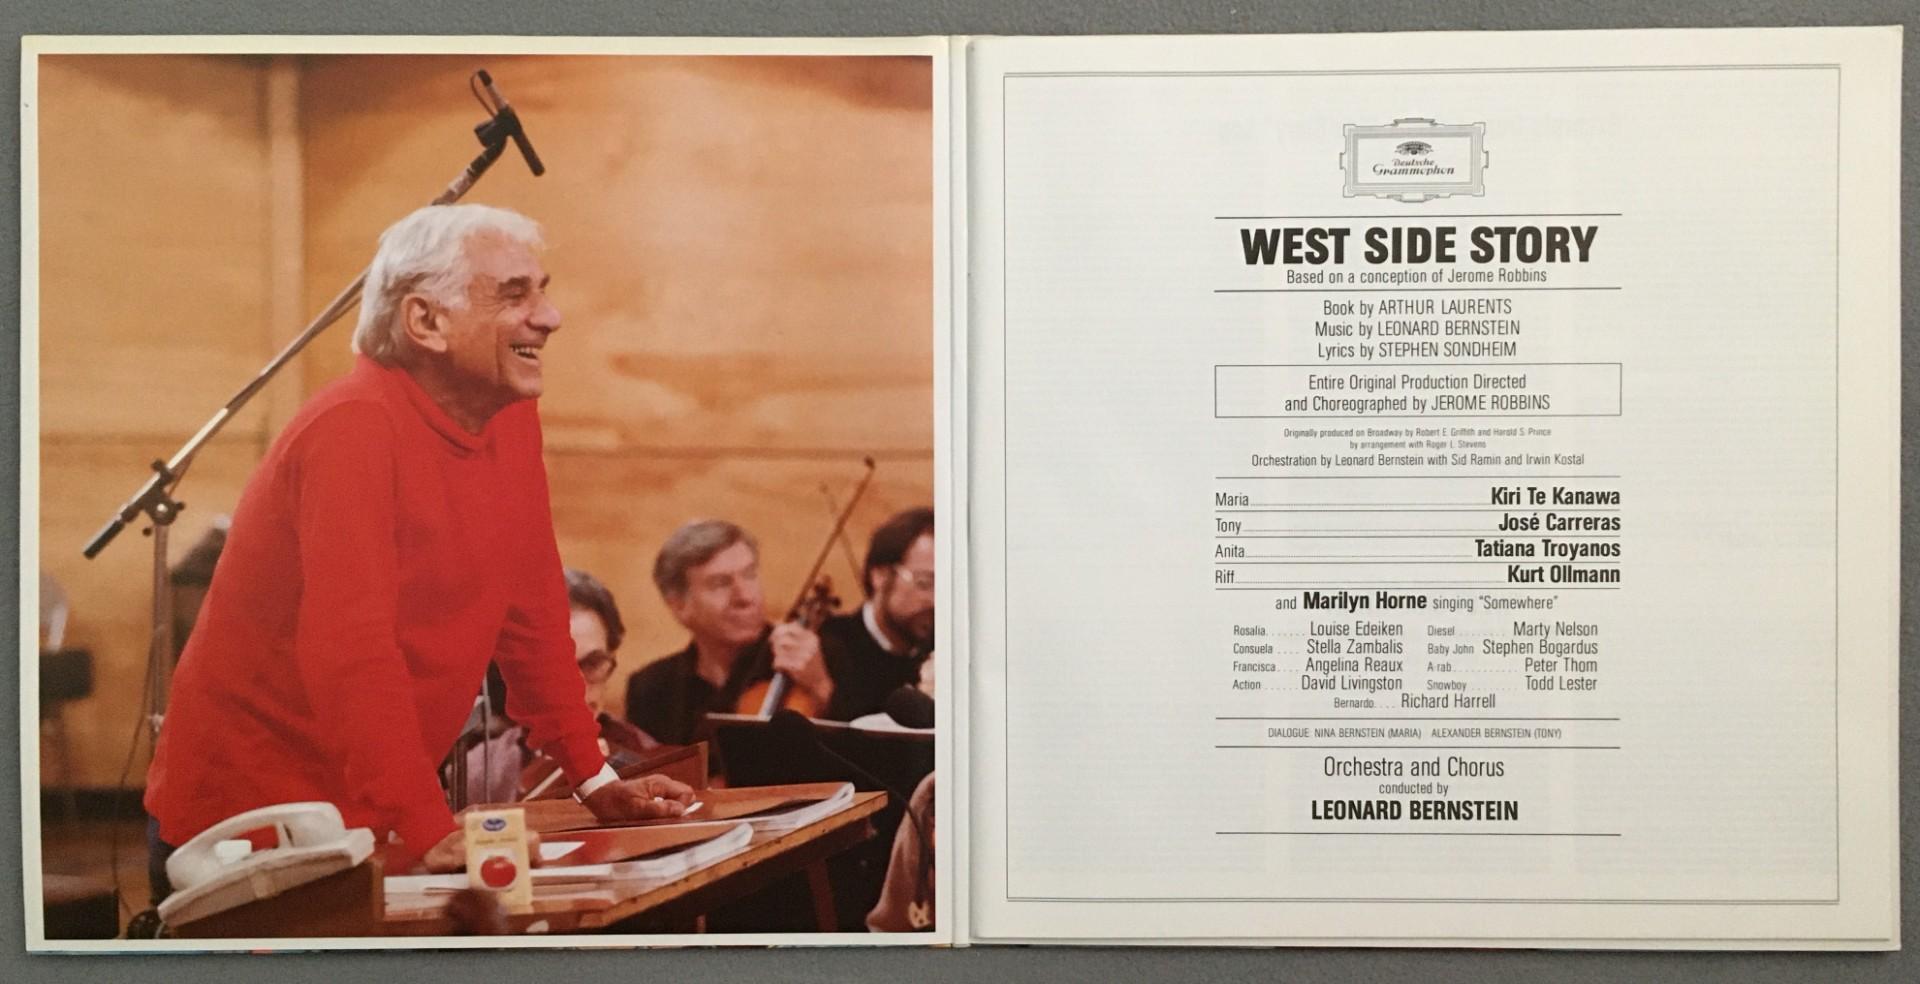 Deutsche
Grammophon
WEST SIDE STORY
Based on a conception of Jerome Robbins
Book by ARTHUR LAURENTS
Music by LEONARD BERNSTEIN
Lyrics by STEPHEN SONDHEIM
Entire Original Production Directed
and Choreographed by JEROME ROBBINS
Originally produced on Broadway by Robert E. Griffith and Harold S. Prince
by arrangement with Roger L. Stevens
Orchestration by Leonard Bernstein with Sid Ramin and Irwin Kostal
Maria Kiri Te Kanawa
Tony José Carreras
Anita Tatiana Troyanos
Riff Kurt Ollmann
and Marilyn Horne singing "Somewhere"
Rosalia Louise Edeiken Diesel Marty Nelson
Consuela Stella Zambalis Baby John Stephen Bogardus
Francisca Angelina Reaux A-rab Peter Thom
Action David Livingston Snowboy Todd Lester
Bernardo Richard Harrell
DIALOGUE: NINA BERNSTEIN (MARIA) ALEXANDER BERNSTEIN (TONY)
Orchestra and Chorus
conducted by
LEONARD BERNSTEIN